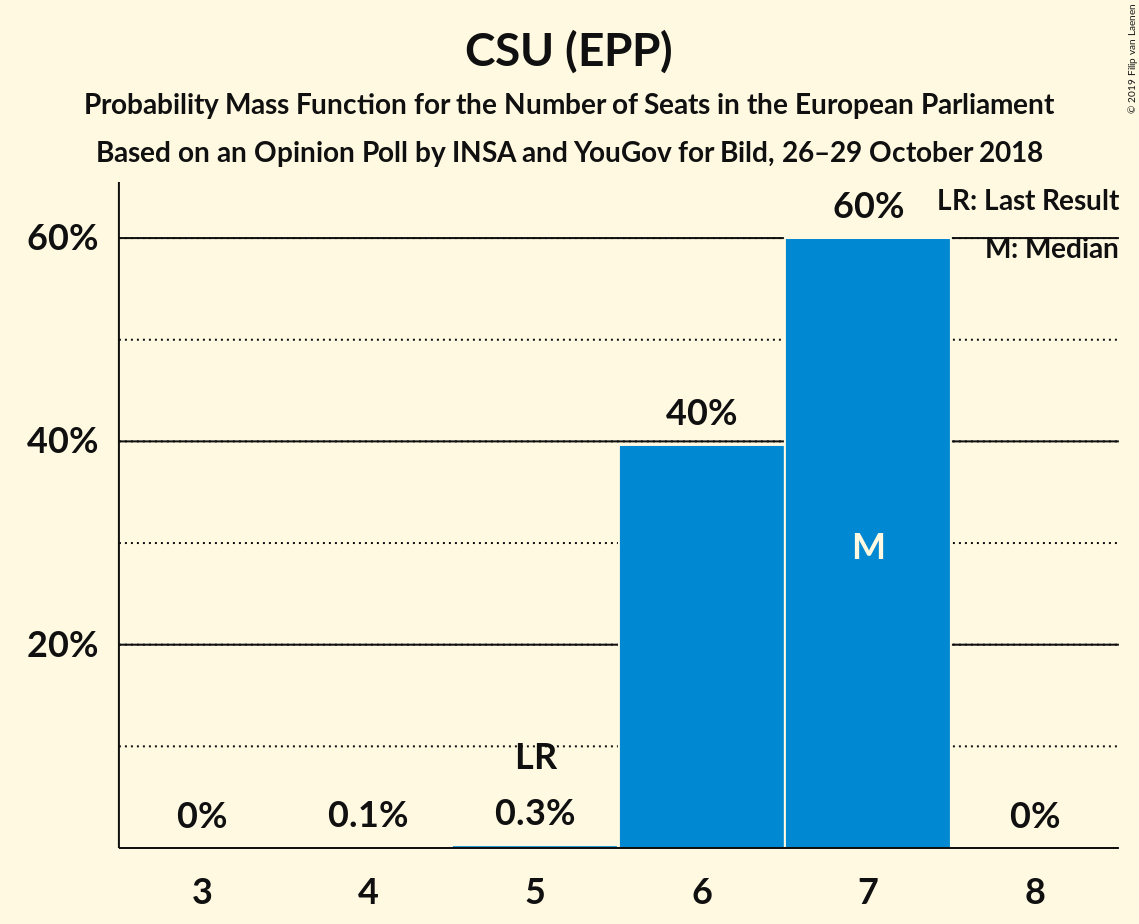 CSU (EPP)
Probability Mass Function for the Number of Seats in the European Parliament
Based on an Opinion Poll by INSA and YouGov for Bild, 26–29 October 2018
© 2019 Filip van Laenen
LR: Last Result
M: Median
60%
40%
20%
0%
0.1%
LR
0.3%
40%
60%
M
0%
3 4 5 6 7 8